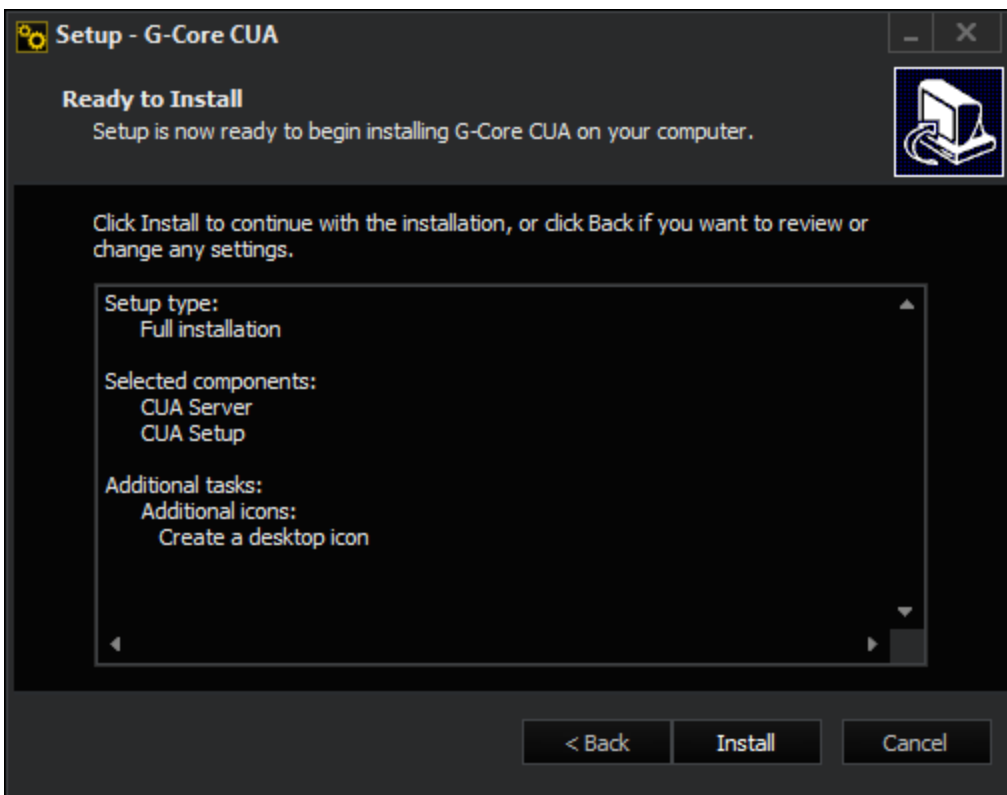 Setup - G-Core CUA
Ready to Install
Setup is now ready to begin installing G-Core CUA on your computer.
Click Install to continue with the installation, or click Back if you want to review or
change any settings.
Setup type:
Full installation
Selected components:
CUA Server
CUA Setup
Additional tasks:
Additional icons:
Create a desktop icon
< Back
Install
Cancel